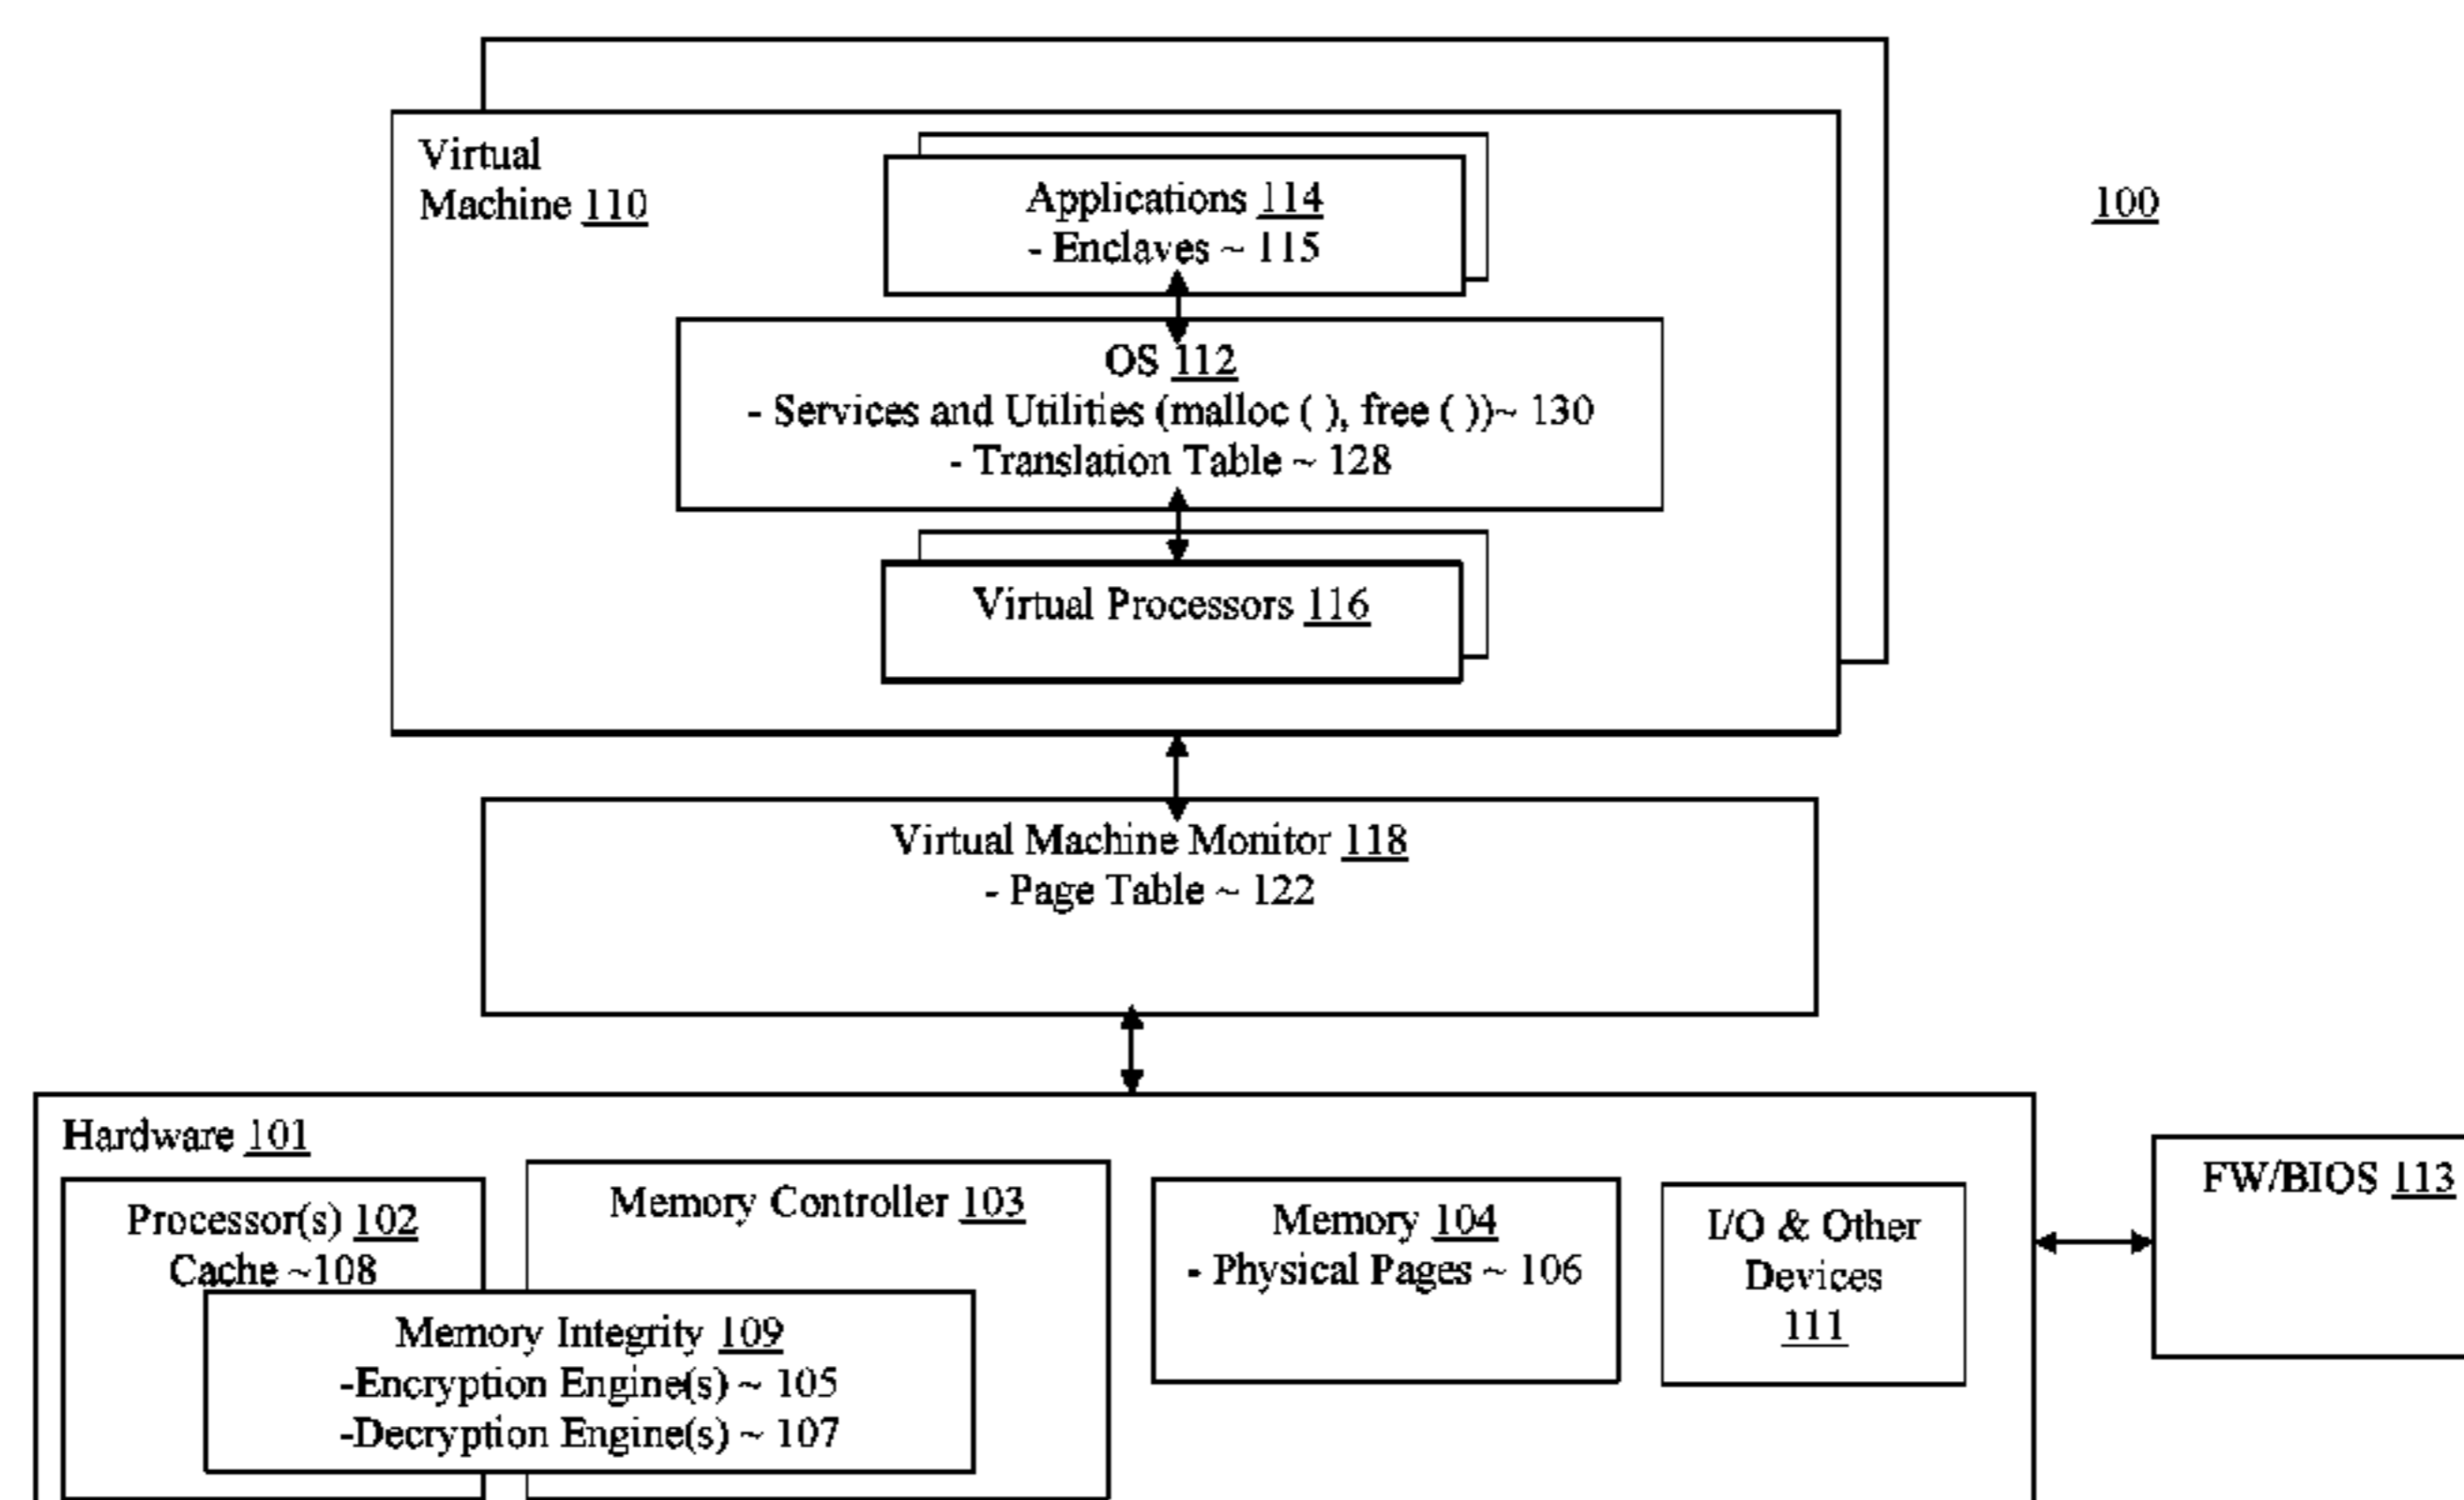 Virtual
Machine 110
Applications 114
- Enclaves ~ 115
100
OS 112
- Services and Utilities (malloc ( ), free ( ))~ 130
- Translation Table ~ 128
Virtual Processors 116
Virtual Machine Monitor 118
- Page Table ~ 122
Hardware 101
Processor(s) 102
Cache ~108
Memory Controller 103
Memory Integrity 109
-Encryption Engine(s) ~ 105
-Decryption Engine(s) ~ 107
Memory 104
- Physical Pages ~ 106
I/O & Other
Devices
111
FW/BIOS 113